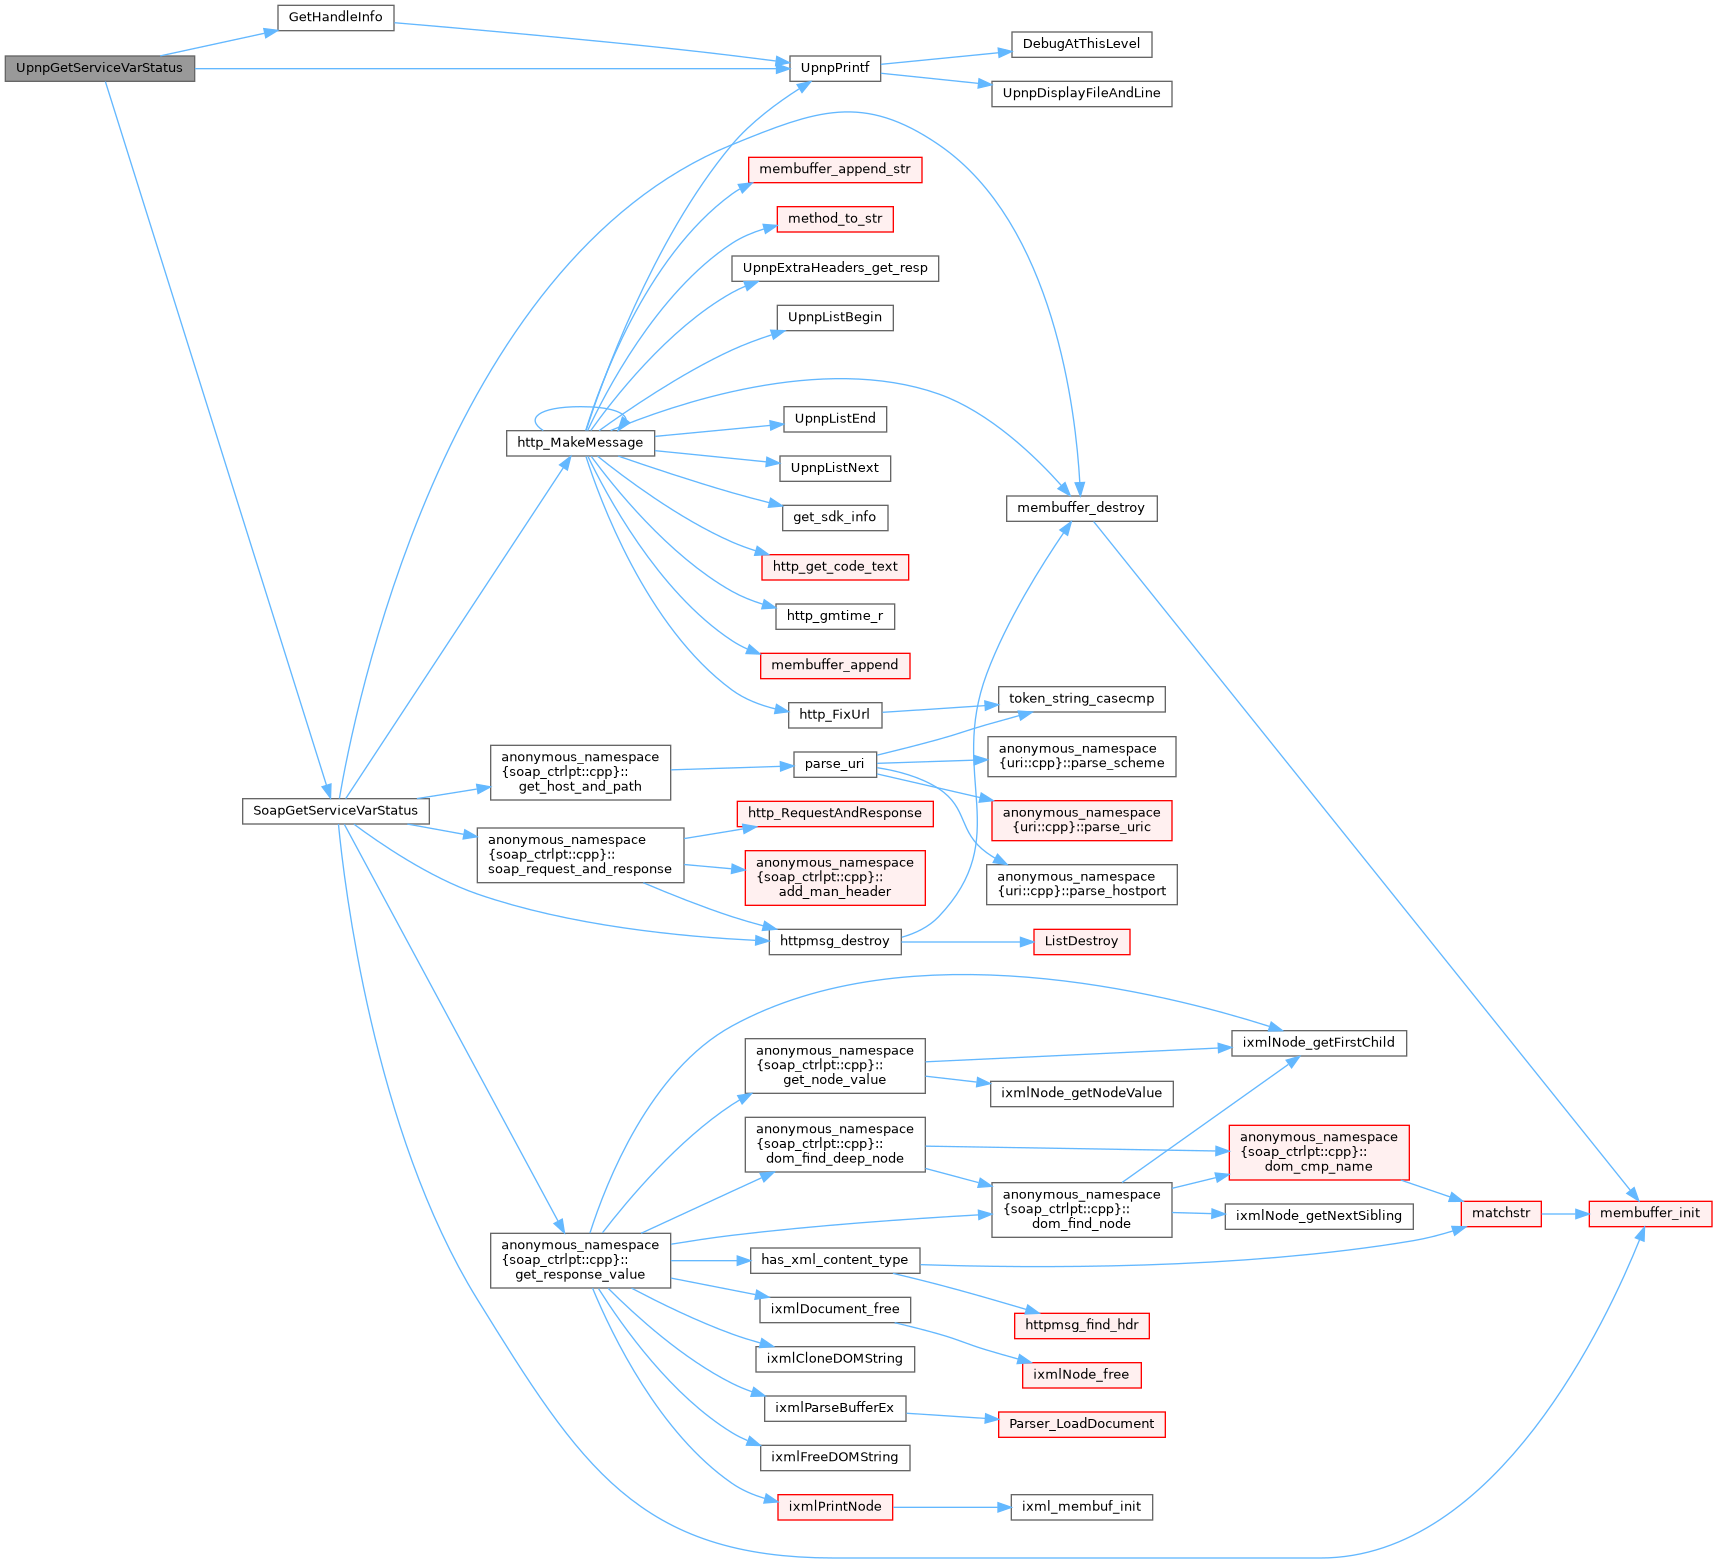 GetHandleInfo
UpnpGetServiceVarStatus
UpnpPrintf
DebugAtThisLevel
UpnpDisplayFileAndLine
membuffer_append_str
method_to_str
UpnpExtraHeaders_get_resp
UpnpListBegin
UpnpListEnd
http_MakeMessage
UpnpListNext
membuffer_destroy
get_sdk_info
http_get_code_text
http_gmtime_r
membuffer_append
token_string_casecmp
http_FixUrl
anonymous_namespace
{soap_ctrlpt::cpp}::
get_host_and_path
parse_uri
anonymous_namespace
{uri::cpp}::parse_scheme
SoapGetServiceVarStatus
http_RequestAndResponse
anonymous_namespace
{uri::cpp}::parse_uric
anonymous_namespace
{soap_ctrlpt::cpp}::
soap_request_and_response
anonymous_namespace
{soap_ctrlpt::cpp}::
add_man_header
anonymous_namespace
{uri::cpp}::parse_hostport
httpmsg_destroy
ListDestroy
ixmlNode_getFirstChild
anonymous_namespace
{soap_ctrlpt::cpp}::
get_node_value
ixmlNode_getNodeValue
anonymous_namespace
{soap_ctrlpt::cpp}::
dom_find_deep_node
anonymous_namespace
{soap_ctrlpt::cpp}::
dom_cmp_name
anonymous_namespace
{soap_ctrlpt::cpp}::
dom_find_node
ixmlNode_getNextSibling
matchstr
membuffer_init
anonymous_namespace
{soap_ctrlpt::cpp}::
get_response_value
has_xml_content_type
ixmlDocument_free
httpmsg_find_hdr
ixmlCloneDOMString
ixmlNode_free
ixmlParseBufferEx
Parser_LoadDocument
ixmlFreeDOMString
ixmlPrintNode
ixml_membuf_init